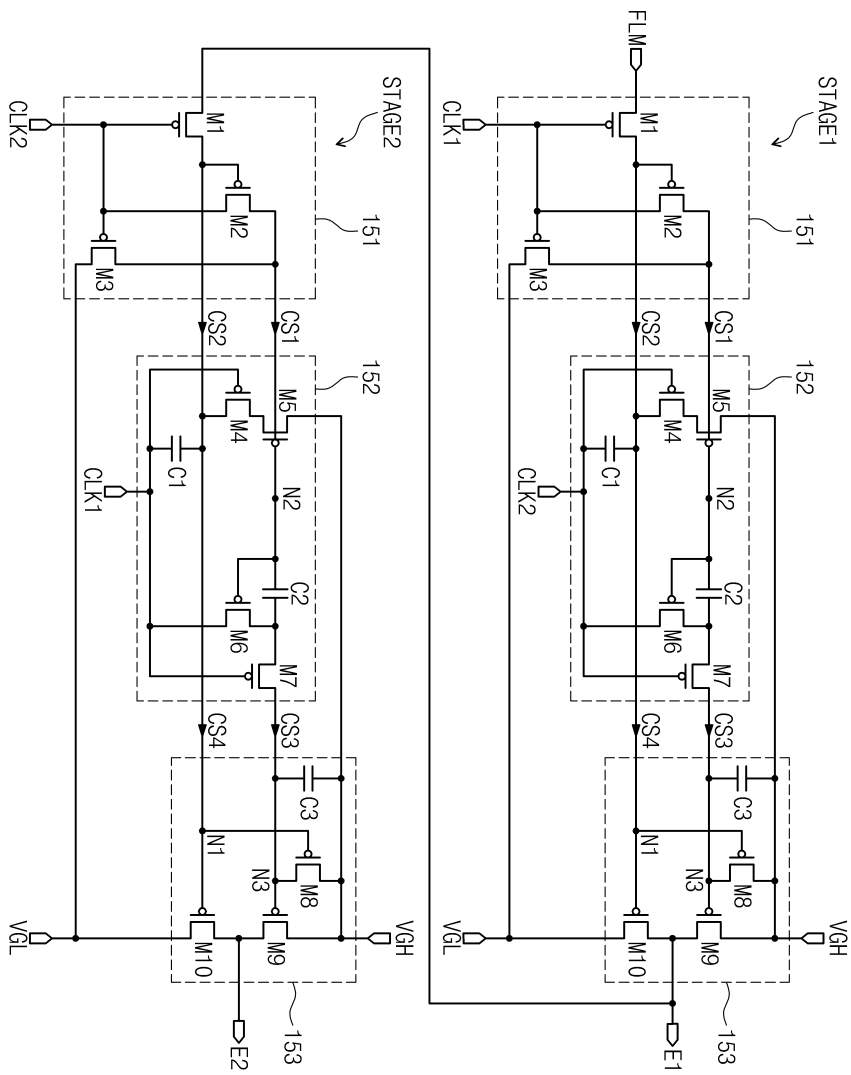 STAGE1
VGH
151
152
M5
C3
M8
M9
CS1
N2
C2
M7
CS3
N3
M2
M4
M6
153
FLM
M1
CS2
C1
CS4
N1
M10
E1
M3
CLK1
CLK2
VGL
STAGE2
VGH
151
152
M5
C3
M8
M9
CS1
N2
C2
M7
CS3
N3
M2
M4
M6
153
M1
CS2
C1
CS4
N1
M10
E2
M3
CLK2
CLK1
VGL